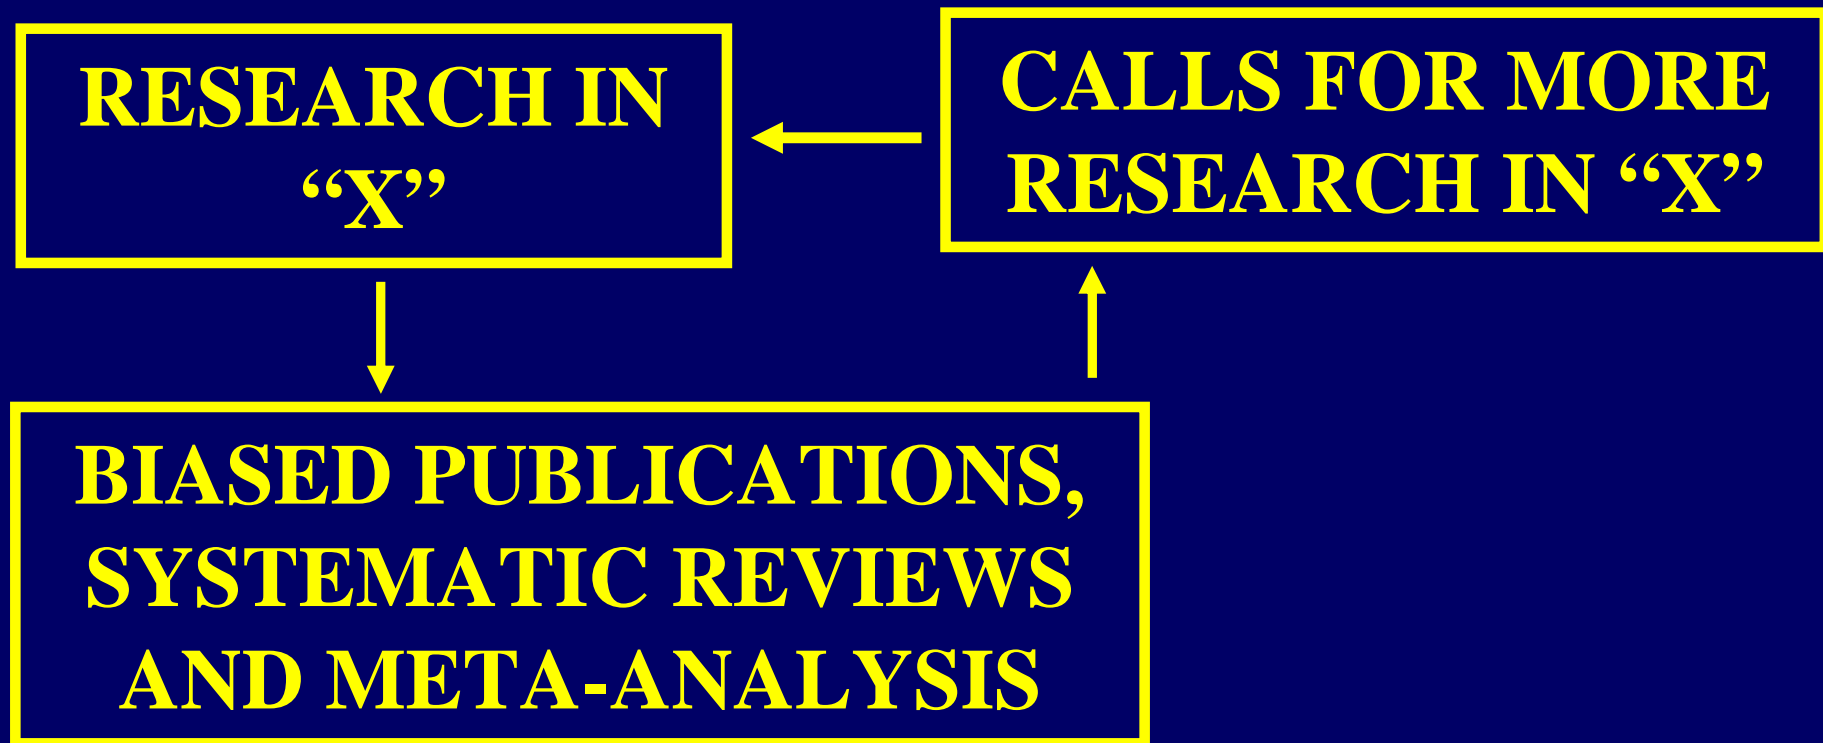 RESEARCH IN
“X”
CALLS FOR MORE
RESEARCH IN “X”
BIASED PUBLICATIONS,
SYSTEMATIC REVIEWS
AND META-ANALYSIS